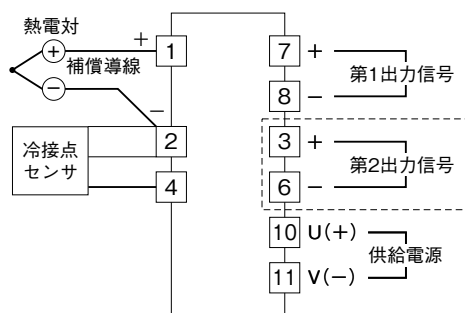 熱電対
+
補償導線
−
+
1
−
2
冷接点
センサ
4
7 +
第1出力信号
8 −
3 +
第2出力信号
6 −
10 U(+)
供給電源
11 V(−)